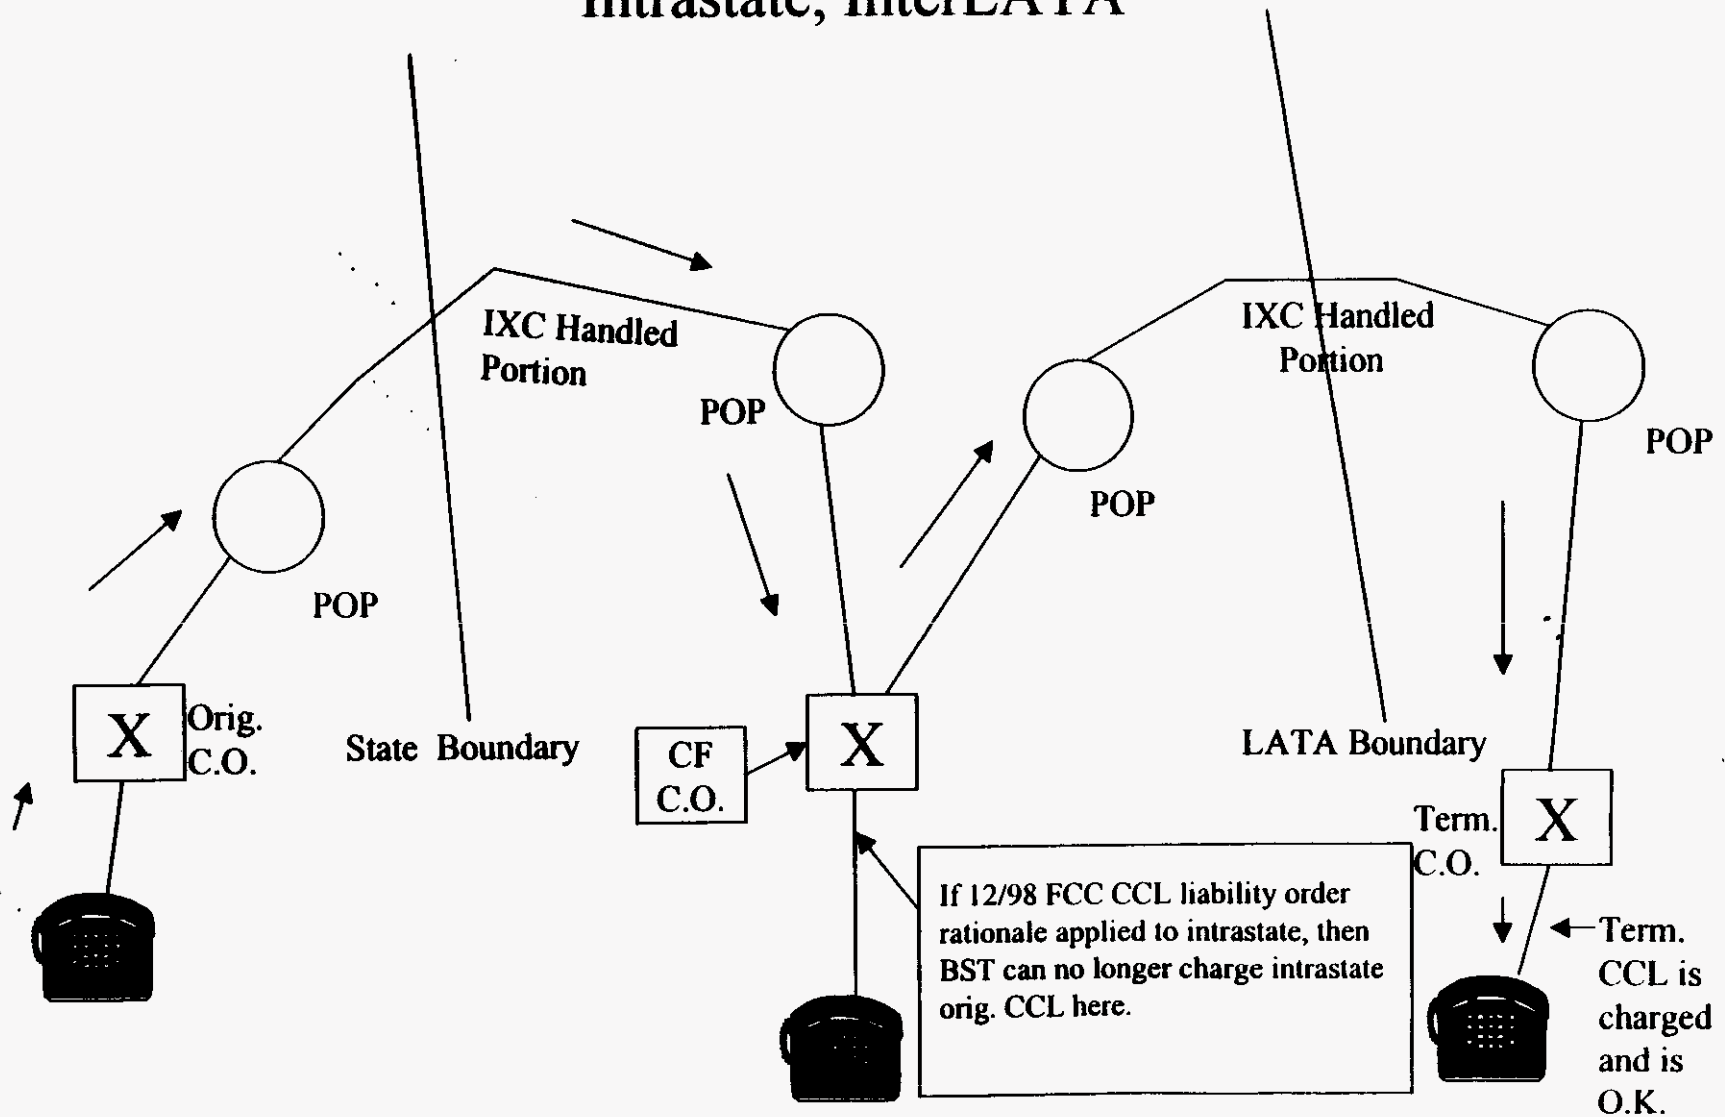 Intrastate, InterLATA
IXC Handled
Portion
POP
IXC Handled
Portion
POP
POP
POP
X
Orig.
C.O.
State Boundary
CF
C.O.
X
LATA Boundary
Term.
C.O.
X
If 12/98 FCC CCL liability order
rationale applied to intrastate, then
BST can no longer charge intrastate
orig. CCL here.
Term.
CCL is
charged
and is
O.K.